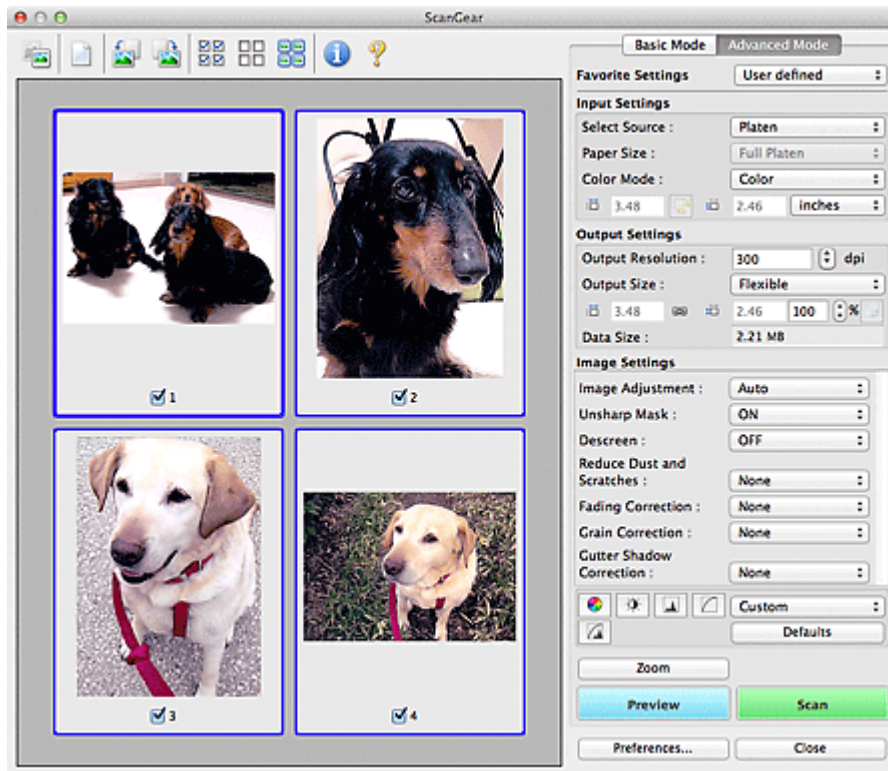 ScanGear
Basic Mode Advanced Mode
Favorite Settings User defined
Input Settings
Select Source : Platen
Paper Size : Full Platen
Color Mode : Color
3.48 2.46 inches
Output Settings
Output Resolution : 300 dpi
Output Size : Flexible
3.48 2.46 100 %
Data Size : 2.21 MB
Image Settings
Image Adjustment : Auto
Unsharp Mask : ON
Descreen : OFF
Reduce Dust and
Scratches : None
Fading Correction : None
Grain Correction : None
Gutter Shadow
Correction : None
Custom
Defaults
Zoom
Preview Scan
Preferences... Close
1
2
3
4